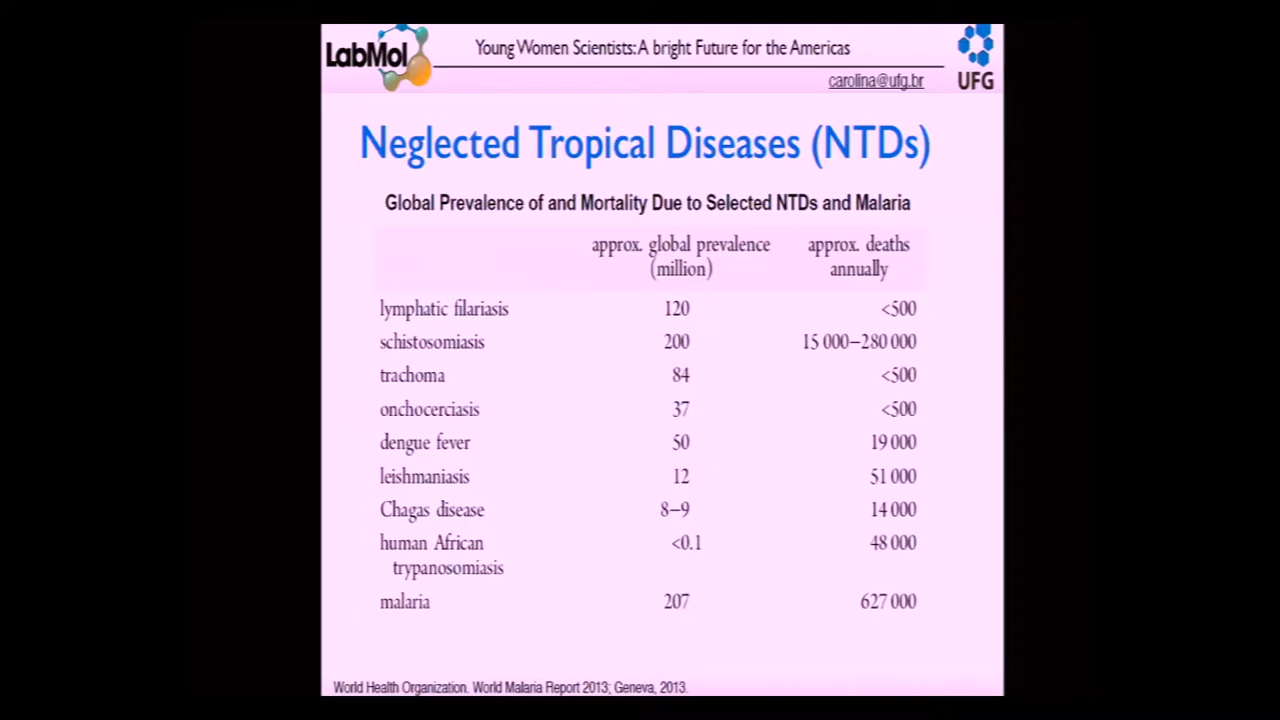 LabMol
Young Women Scientists: A bright Future for the Americas
carolina@ufg.br
UFG
Neglected Tropical Diseases (NTDs)
Global Prevalence of and Mortality Due to Selected NTDs and Malaria
approx. global prevalence approx. deaths
(million) annually
lymphatic filariasis 120 <500
schistosomiasis 200 15 000–280 000
trachoma 84 <500
onchocerciasis 37 <500
dengue fever 50 19 000
leishmaniasis 12 51 000
Chagas disease 8–9 14 000
human African <0.1 48 000
trypanosomiasis
malaria 207 627 000
World Health Organization. World Malaria Report 2013; Geneva, 2013.